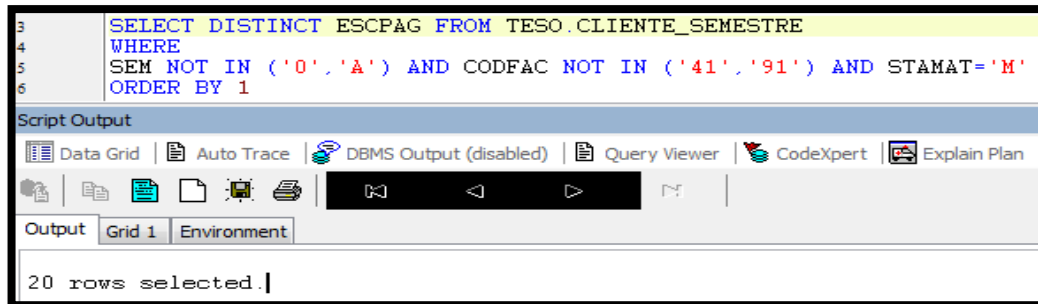 3 SELECT DISTINCT ESCPAG FROM TESO.CLIENTE_SEMESTRE
4 WHERE
5 SEM NOT IN ('0','A') AND CODFAC NOT IN ('41','91') AND STAMAT='M'
6 ORDER BY 1
Script Output
Data Grid Auto Trace DBMS Output (disabled) Query Viewer CodeXpert Explain Plan
Output Grid 1 Environment
20 rows selected.